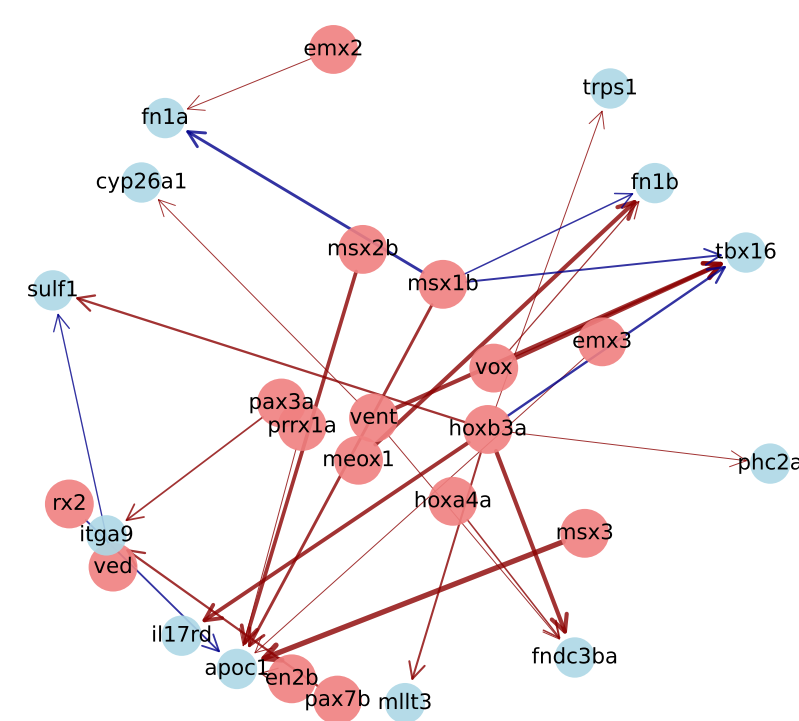 emx2
trps1
fn1a
cyp26a1
fn1b
msx2b
tbx16
msx1b
sulf1
emx3
vox
pax3a
vent
prrx1a
hoxb3a
meox1
phc2a
rx2
hoxa4a
itga9
msx3
ved
il17rd
fndc3ba
apoc1
en2b
pax7b
mllt3